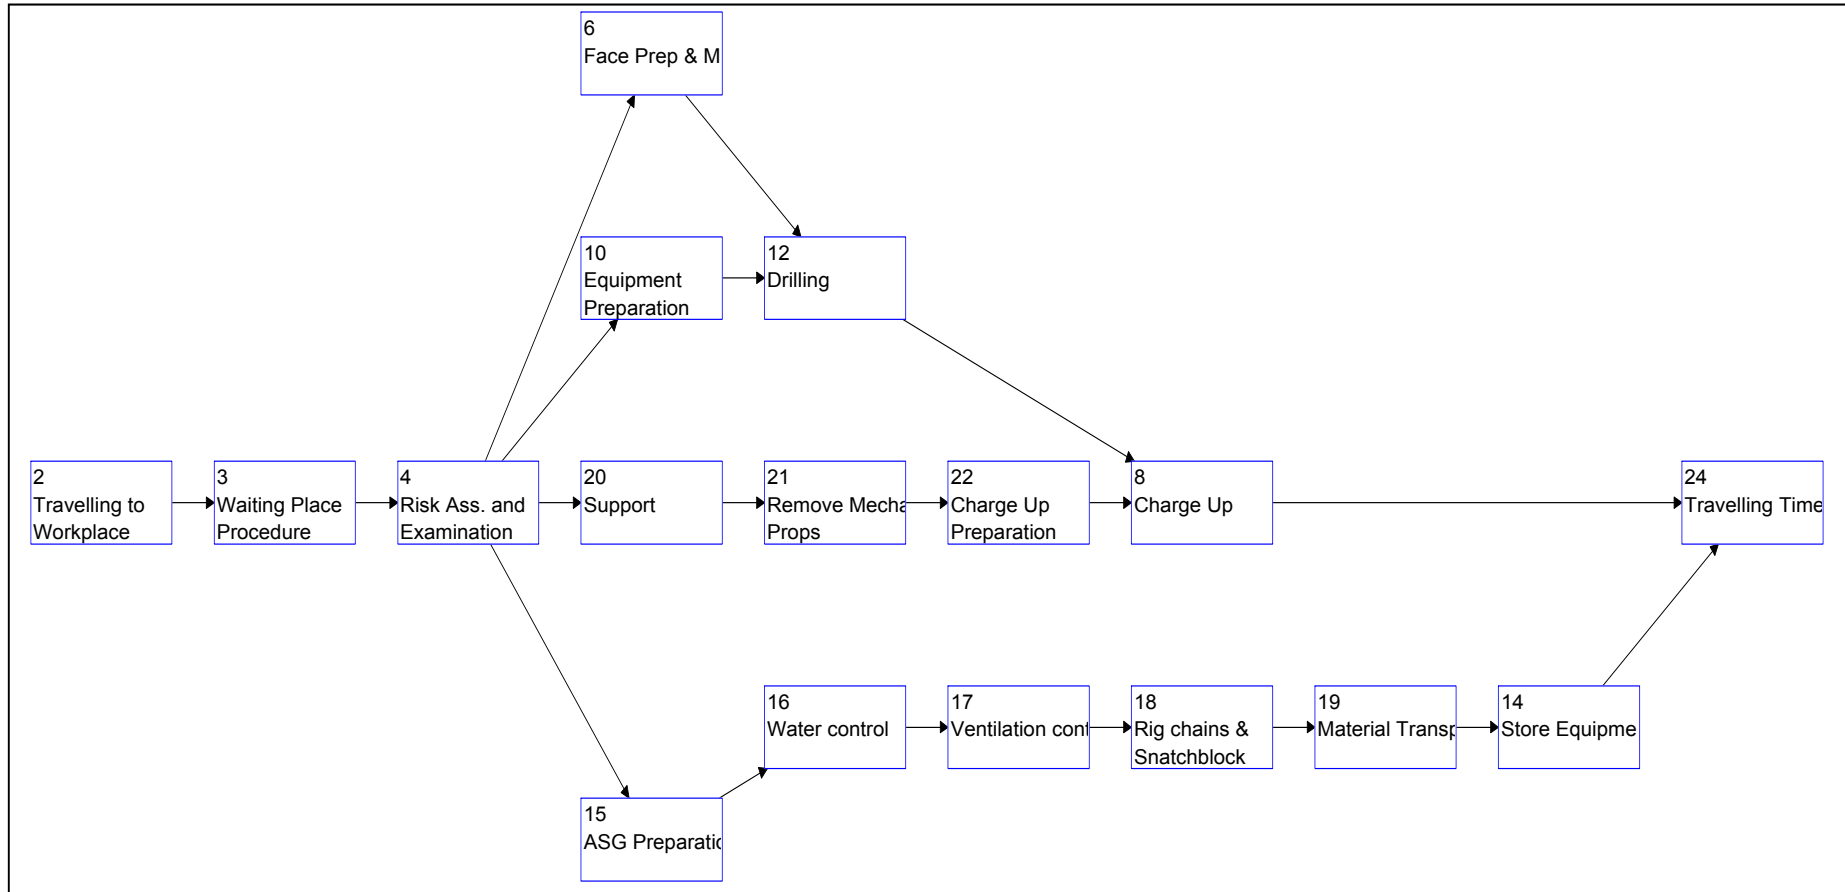 6
Face Prep & M
10
Equipment
Preparation
12
Drilling
2
Travelling to
Workplace
3
Waiting Place
Procedure
4
Risk Ass. and
Examination
20
Support
21
Remove Mecha
Props
22
Charge Up
Preparation
8
Charge Up
24
Travelling Time
16
Water control
17
Ventilation cont
18
Rig chains &
Snatchblock
19
Material Transp
14
Store Equipme
15
ASG Preparatio